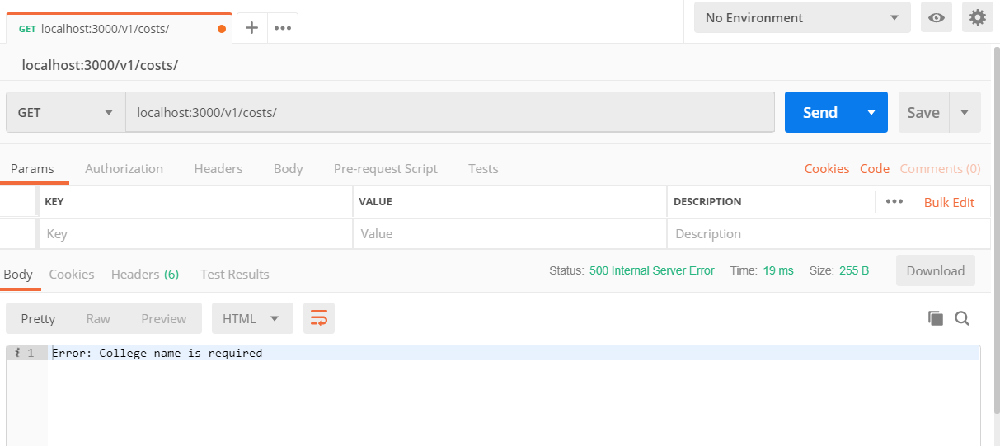 GET localhost:3000/v1/costs/
No Environment
localhost:3000/v1/costs/
GET localhost:3000/v1/costs/ Send Save
Params Authorization Headers Body Pre-request Script Tests Cookies Code Comments (0)
KEY VALUE DESCRIPTION ••• Bulk Edit
Key Value Description
Body Cookies Headers (6) Test Results Status: 500 Internal Server Error Time: 19 ms Size: 255 B Download
Pretty Raw Preview HTML
i 1 Error: College name is required